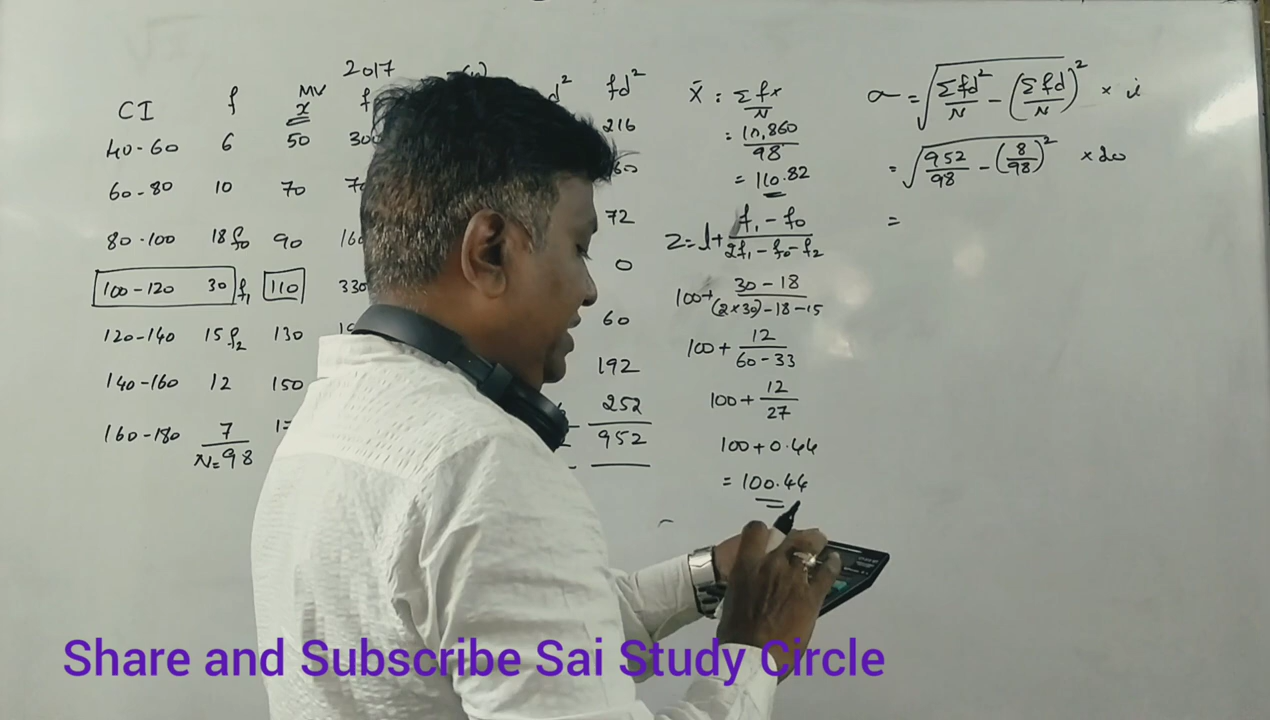 2017
CI f MV x f d² fd²
40-60 6 50 300 216
60-80 10 70
80-100 18 f₀ 90 72
100-120 30 f₁ 110 330 0
120-140 15 f₂ 130 60
140-160 12 150 192
160-180 7 252
N=98 952
x̄ : Σfx/N
= 10,860/98
= 110.82
Z = l + f₁-f₀/2f₁-f₀-f₂
100+ 30-18/(2×30)-18-15
100+ 12/60-33
100+ 12/27
100+0.44
= 100.44
σ = √Σfd²/N - (Σfd/N)² × i
= √952/98 - (8/98)² × 20
=
Share and Subscribe Sai Study Circle